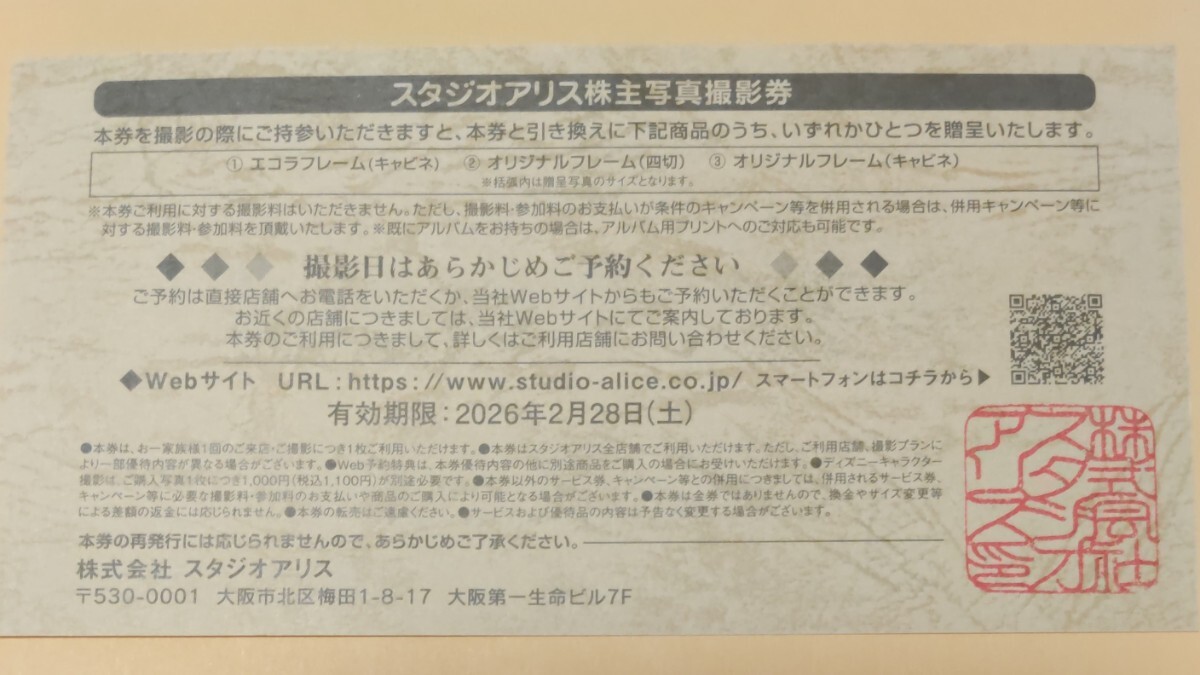 スタジオアリス株主写真撮影券
本券を撮影の際にご持参いただきますと、本券と引き換えに下記商品のうち、いずれかひとつを贈呈いたします。
① エコラフレーム(キャビネ) ② オリジナルフレーム(四切) ③ オリジナルフレーム(キャビネ)
※括弧内は贈呈写真のサイズとなります。
※本券ご利用に対する撮影料はいただきません。ただし、撮影料・参加料のお支払いが条件のキャンペーン等を併用される場合は、併用キャンペーン等に
対する撮影料・参加料を頂戴いたします。※既にアルバムをお持ちの場合は、アルバム用プリントへのご対応も可能です。
◆◆◆ 撮影日はあらかじめご予約ください ◆◆◆
ご予約は直接店舗へお電話をいただくか、当社Webサイトからもご予約いただくことができます。
お近くの店舗につきましては、当社Webサイトにてご案内しております。
本券のご利用につきまして、詳しくはご利用店舗にお問い合わせください。
◆Webサイト URL:https://www.studio-alice.co.jp/ スマートフォンはコチラから▶
有効期限:2026年2月28日(土)
●本券は、お一家族様1回のご来店・ご撮影につき1枚ご利用いただけます。●本券はスタジオアリス全店舗でご利用いただけます。ただし、ご利用店舗、撮影プランに
より一部優待内容が異なる場合がございます。●Web予約特典は、本券優待内容の他に別途商品をご購入の場合にお受けいただけます。●ディズニーキャラクター
撮影は、ご購入写真1枚につき1,000円(税込1,100円)が別途必要です。●本券以外のサービス券、キャンペーン等との併用につきましては、併用されるサービス券、
キャンペーン等に必要な撮影料・参加料のお支払いや商品のご購入により可能となる場合がございます。●本券は金券ではありませんので、換金やサイズ変更等
による差額の返金には応じられません。●本券の転売はご遠慮ください。●サービスおよび優待品の内容は予告なく変更する場合がございます。
本券の再発行には応じられませんので、あらかじめご了承ください。
株式会社 スタジオアリス
〒530-0001 大阪市北区梅田1-8-17 大阪第一生命ビル7F
株式会社
スタジオ
アリス印